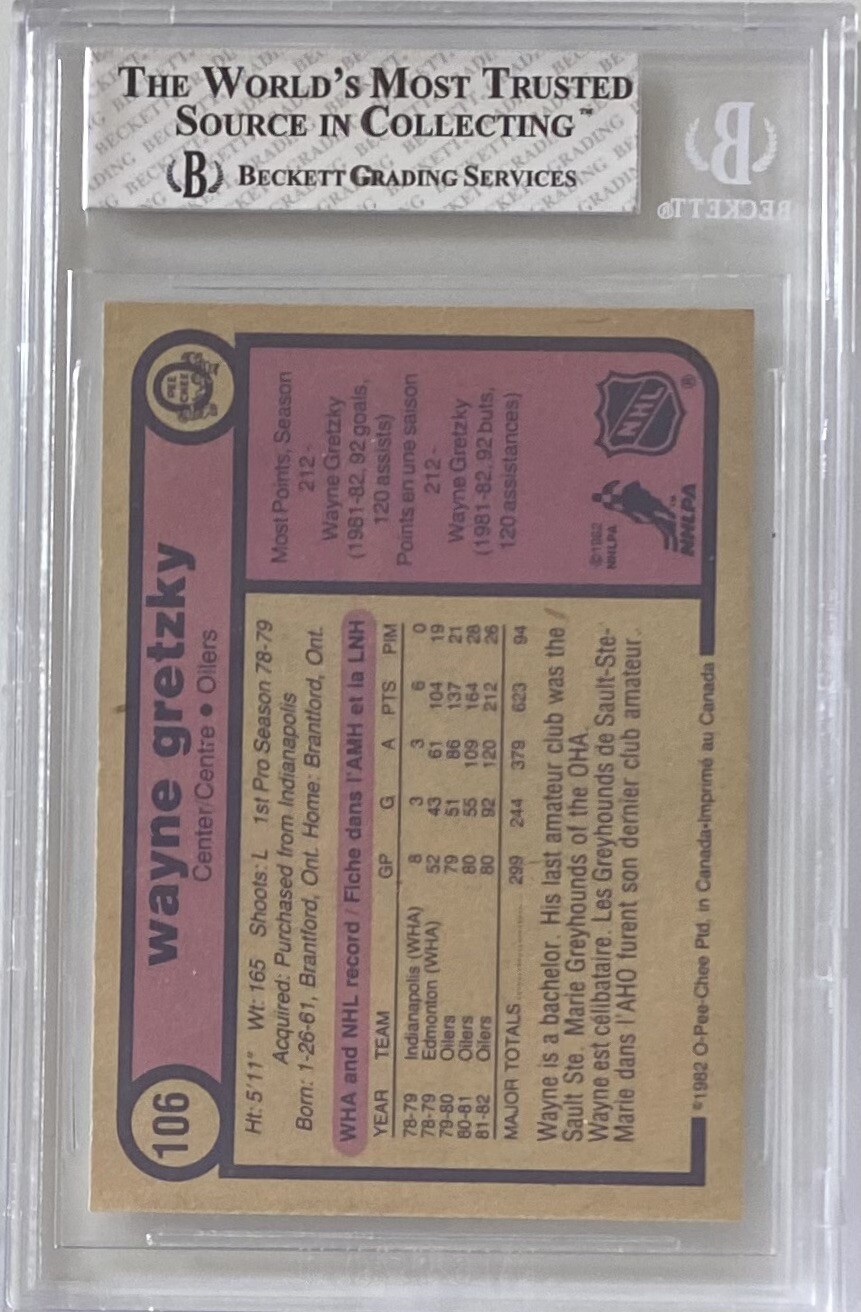 THE WORLD'S MOST TRUSTED
SOURCE IN COLLECTING™
B BECKETT GRADING SERVICES
B
BECKETT®
106
wayne gretzky
Center/Centre • Oilers
O PEE CHEE
Ht: 5'11" Wt: 165 Shoots: L 1st Pro Season 78-79
Acquired: Purchased from Indianapolis
Born: 1-26-61, Brantford, Ont. Home: Brantford, Ont.
WHA and NHL record / Fiche dans l'AMH et la LNH
YEAR TEAM GP G A PTS PIM
78-79 Indianapolis (WHA) 8 3 3 6 0
78-79 Edmonton (WHA) 52 43 61 104 19
79-80 Oilers 79 51 86 137 21
80-81 Oilers 80 55 109 164 28
81-82 Oilers 80 92 120 212 26
MAJOR TOTALS .................. 299 244 379 623 94
Wayne is a bachelor. His last amateur club was the
Sault Ste. Marie Greyhounds of the OHA.
Wayne est célibataire. Les Greyhounds de Sault-Ste-
Marie dans l'AHO furent son dernier club amateur.
Most Points, Season
212 -
Wayne Gretzky
(1981-82, 92 goals,
120 assists)
Points en une saison
212 -
Wayne Gretzky
(1981-82, 92 buts,
120 assistances)
©1982
NHLPA
NHLPA™
NHL®
©1982 O-Pee-Chee Ptd. in Canada-Imprimé au Canada